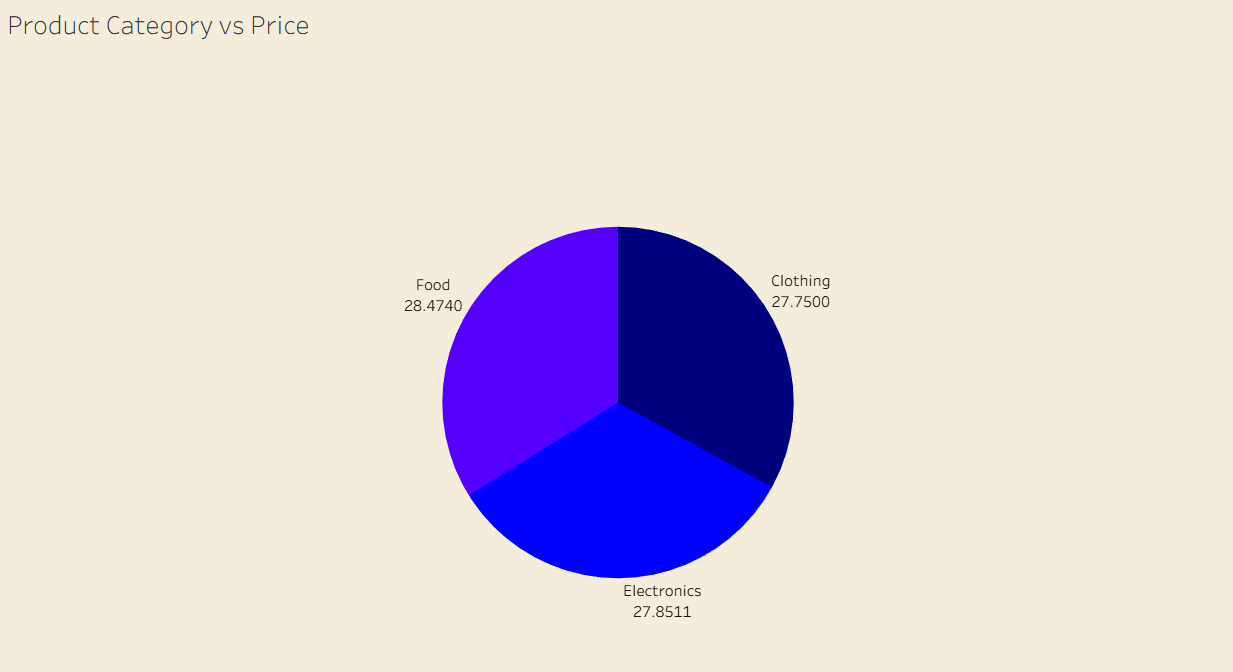 Product Category vs Price
Food
28.4740
Clothing
27.7500
Electronics
27.8511